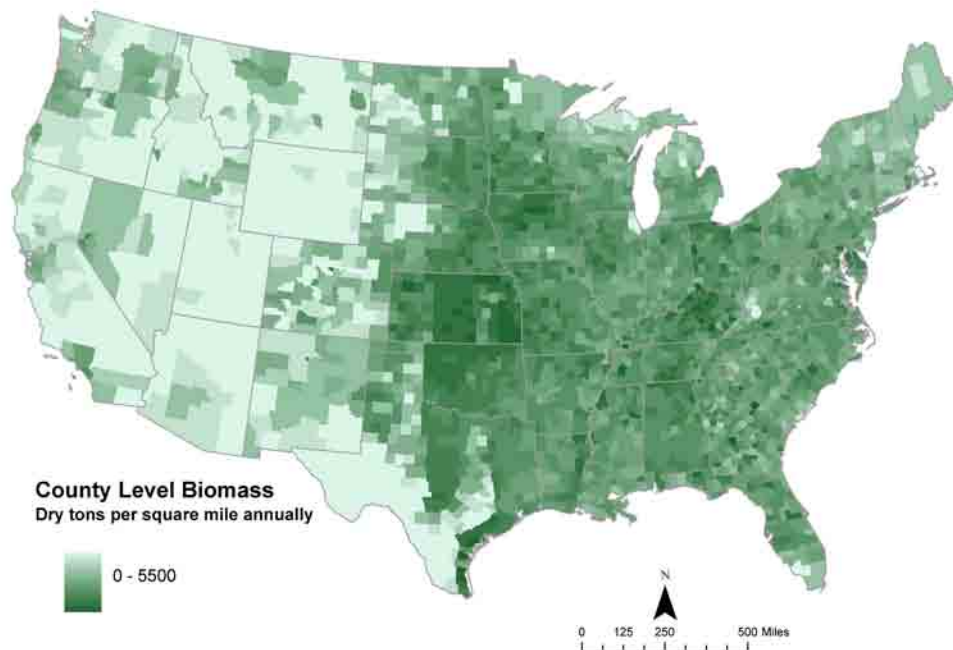 County Level Biomass
Dry tons per square mile annually
0 - 5500
N
0 125 250 500 Miles